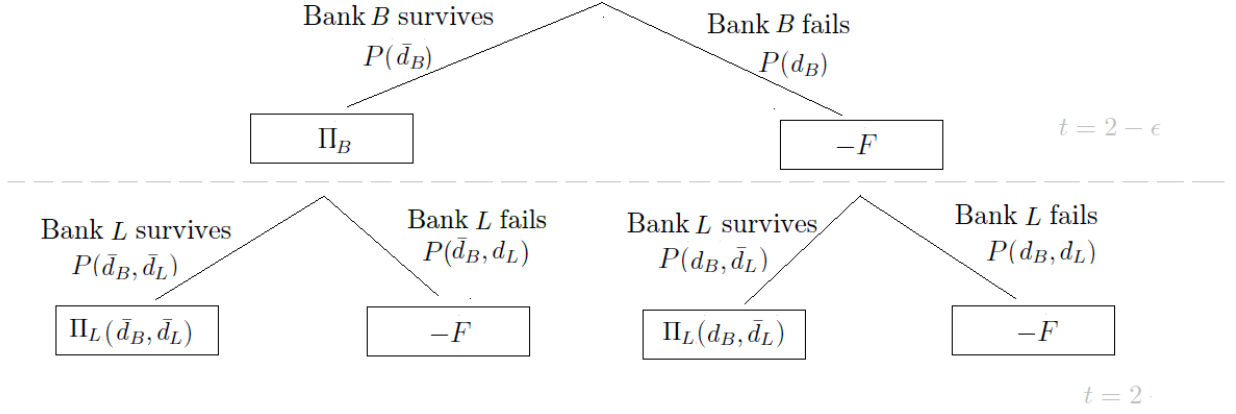 Bank B survives
P(d̄_B)
Bank B fails
P(d_B)
Π_B
−F
t = 2 − ϵ
Bank L survives
P(d̄_B, d̄_L)
Bank L fails
P(d̄_B, d_L)
Bank L survives
P(d_B, d̄_L)
Bank L fails
P(d_B, d_L)
Π_L(d̄_B, d̄_L)
−F
Π_L(d_B, d̄_L)
−F
t = 2